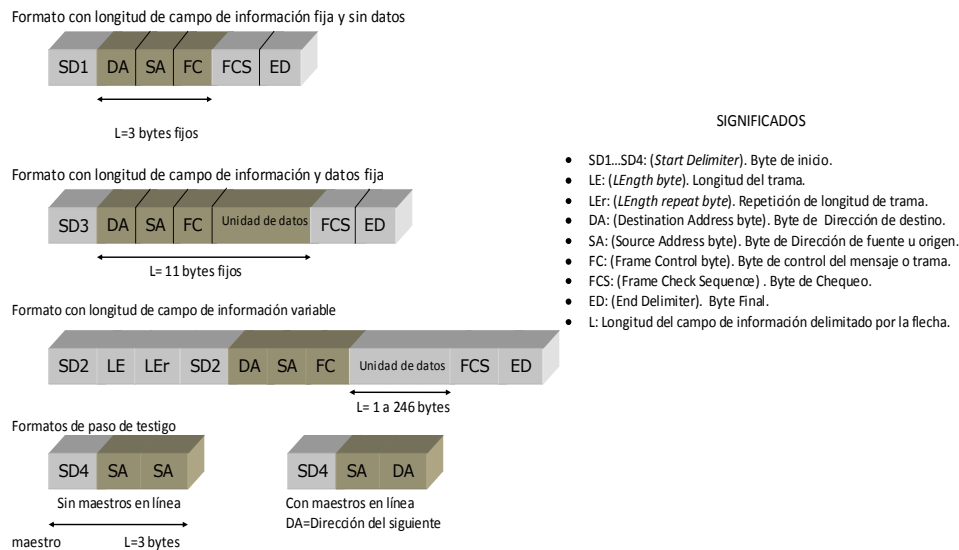 Formato con longitud de campo de información fija y sin datos
SD1 DA SA FC FCS ED
L=3 bytes fijos
Formato con longitud de campo de información y datos fija
SD3 DA SA FC Unidad de datos FCS ED
L= 11 bytes fijos
Formato con longitud de campo de información variable
SD2 LE LEr SD2 DA SA FC Unidad de datos FCS ED
L= 1 a 246 bytes
Formatos de paso de testigo
SD4 SA SA
Sin maestros en línea
maestro L=3 bytes
SD4 SA DA
Con maestros en línea
DA=Dirección del siguiente
SIGNIFICADOS
• SD1...SD4: (Start Delimiter). Byte de inicio.
• LE: (LEngth byte). Longitud del trama.
• LEr: (LEngth repeat byte). Repetición de longitud de trama.
• DA: (Destination Address byte). Byte de Dirección de destino.
• SA: (Source Address byte). Byte de Dirección de fuente u origen.
• FC: (Frame Control byte). Byte de control del mensaje o trama.
• FCS: (Frame Check Sequence) . Byte de Chequeo.
• ED: (End Delimiter). Byte Final.
• L: Longitud del campo de información delimitado por la flecha.